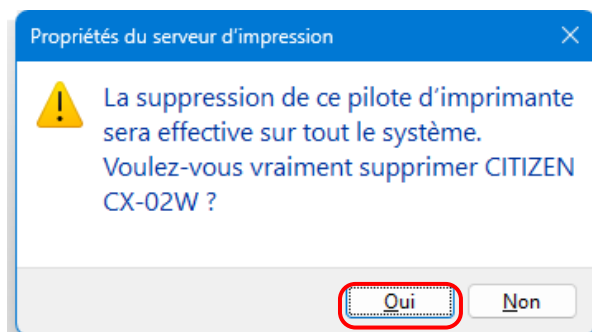 Propriétés du serveur d'impression
La suppression de ce pilote d’imprimante
sera effective sur tout le système.
Voulez-vous vraiment supprimer CITIZEN
CX-02W ?
Oui Non